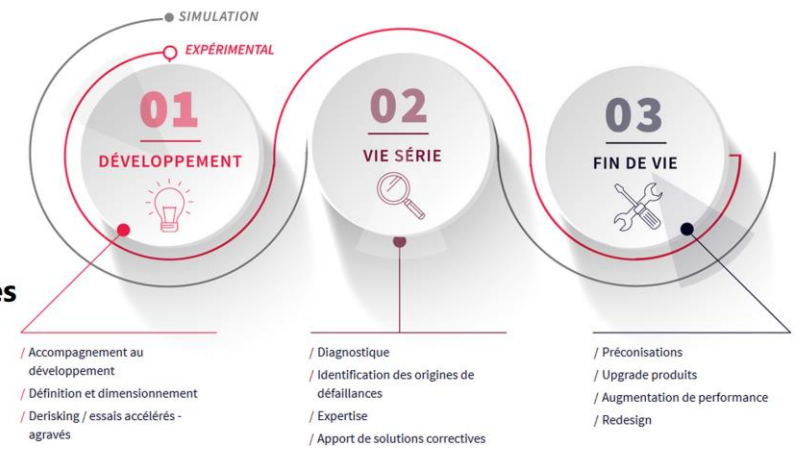 SIMULATION
EXPÉRIMENTAL
01
DÉVELOPPEMENT
02
VIE SÉRIE
03
FIN DE VIE
es
/ Accompagnement au
développement
/ Définition et dimensionnement
/ Derisking / essais accélérés -
agravés
/ Diagnostique
/ Identification des origines de
défaillances
/ Expertise
/ Apport de solutions correctives
/ Préconisations
/ Upgrade produits
/ Augmentation de performance
/ Redesign